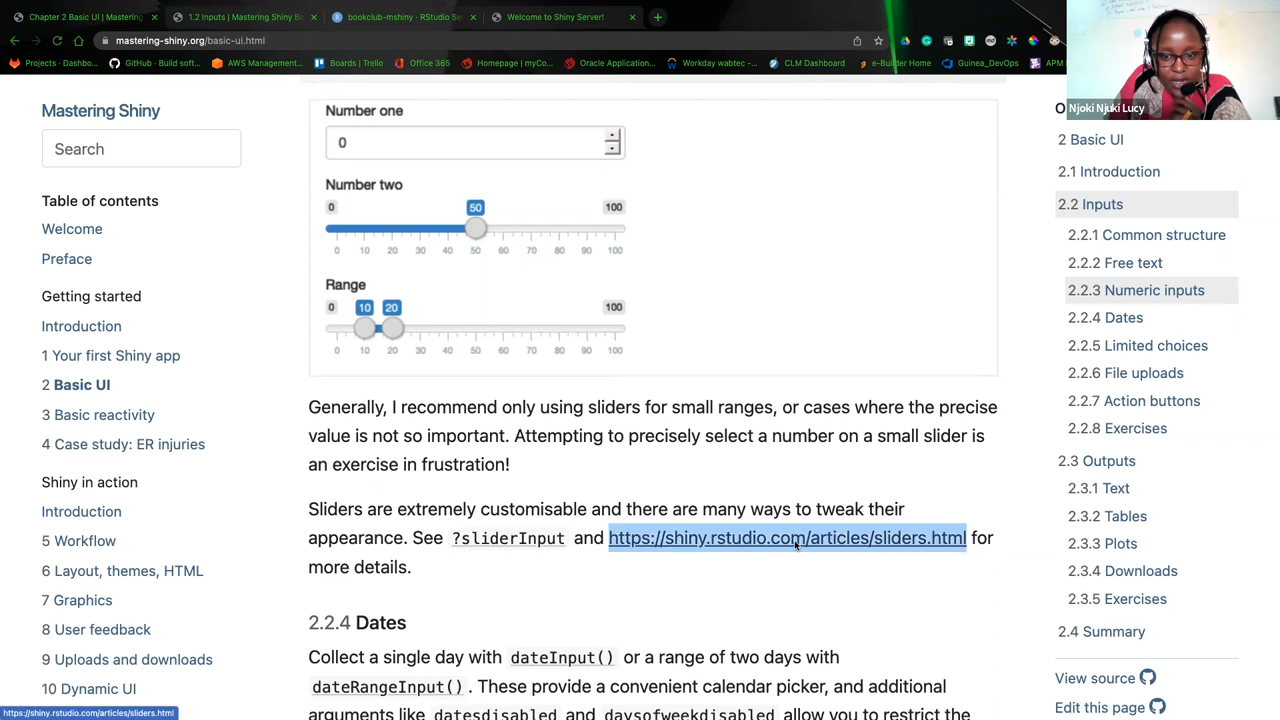 Chapter 2 Basic UI | Mastering
1.2 Inputs | Mastering Shiny Bo
bookclub-mshiny - RStudio Se
Welcome to Shiny Server!
mastering-shiny.org/basic-ui.html
Projects · Dashbo...
GitHub · Build soft...
AWS Management...
Boards | Trello
Office 365
Homepage | myCo...
Oracle Application...
Workday wabtec -...
CLM Dashboard
e-Builder Home
Guinea_DevOps
APM
Njoki Njuki Lucy
Mastering Shiny
Search
Table of contents
Welcome
Preface
Getting started
Introduction
1 Your first Shiny app
2 Basic UI
3 Basic reactivity
4 Case study: ER injuries
Shiny in action
Introduction
5 Workflow
6 Layout, themes, HTML
7 Graphics
8 User feedback
9 Uploads and downloads
10 Dynamic UI
https://shiny.rstudio.com/articles/sliders.html
Number one
0
Number two
0 50 100
0 10 20 30 40 50 60 70 80 90 100
Range
0 10 20 100
0 10 20 30 40 50 60 70 80 90 100
Generally, I recommend only using sliders for small ranges, or cases where the precise
value is not so important. Attempting to precisely select a number on a small slider is
an exercise in frustration!
Sliders are extremely customisable and there are many ways to tweak their
appearance. See ?sliderInput and https://shiny.rstudio.com/articles/sliders.html for
more details.
2.2.4 Dates
Collect a single day with dateInput() or a range of two days with
dateRangeInput(). These provide a convenient calendar picker, and additional
arguments like datesdisabled and daysofweekdisabled allow you to restrict the
2 Basic UI
2.1 Introduction
2.2 Inputs
2.2.1 Common structure
2.2.2 Free text
2.2.3 Numeric inputs
2.2.4 Dates
2.2.5 Limited choices
2.2.6 File uploads
2.2.7 Action buttons
2.2.8 Exercises
2.3 Outputs
2.3.1 Text
2.3.2 Tables
2.3.3 Plots
2.3.4 Downloads
2.3.5 Exercises
2.4 Summary
View source
Edit this page